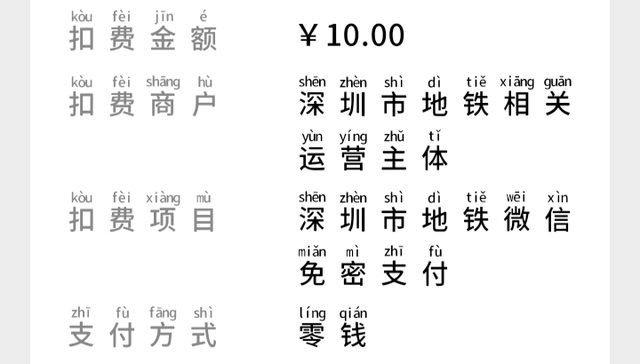 kòu fèi jīn é
扣费金额 ¥10.00
kòu fèi shāng hù shēn zhèn shì dì tiě xiāng guān
扣费商户 深圳市地铁相关
yùn yíng zhǔ tǐ
运营主体
kòu fèi xiàng mù shēn zhèn shì dì tiě wēi xìn
扣费项目 深圳市地铁微信
miǎn mì zhī fù
免密支付
zhī fù fāng shì líng qián
支付方式 零钱